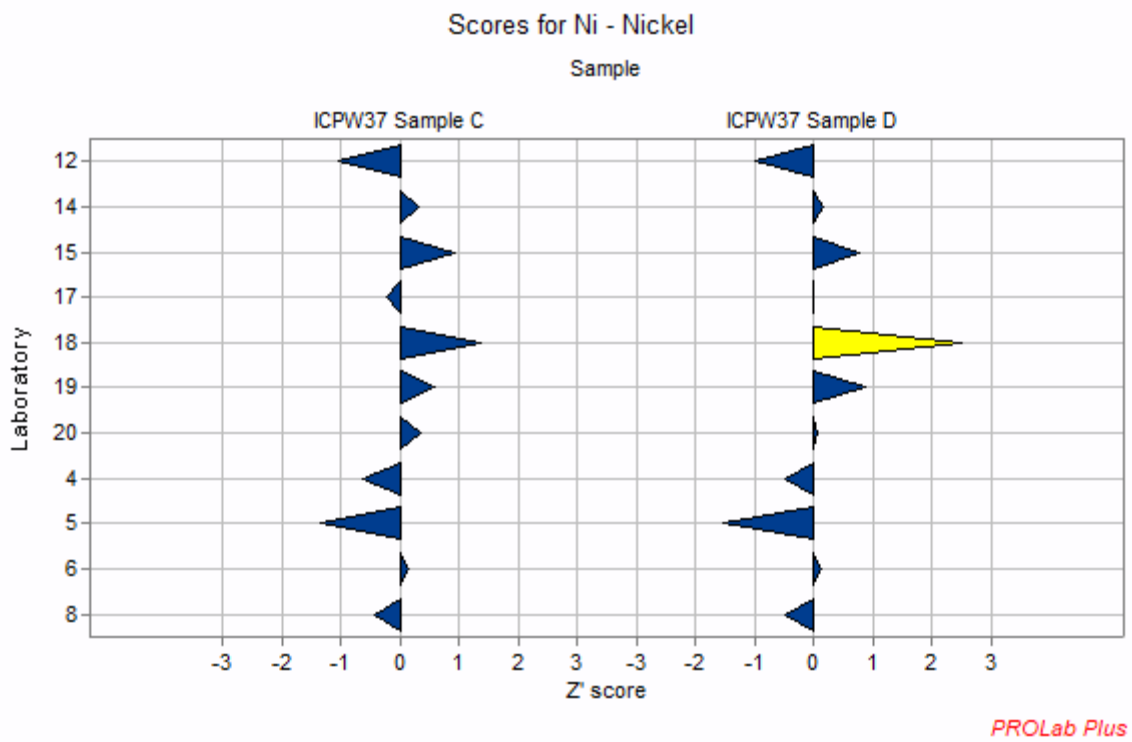 Scores for Ni - Nickel
Sample
ICPW37 Sample C ICPW37 Sample D
12
14
15
17
18
19
20
4
5
6
8
Laboratory
-3 -2 -1 0 1 2 3 -3 -2 -1 0 1 2 3
Z' score
PROLab Plus